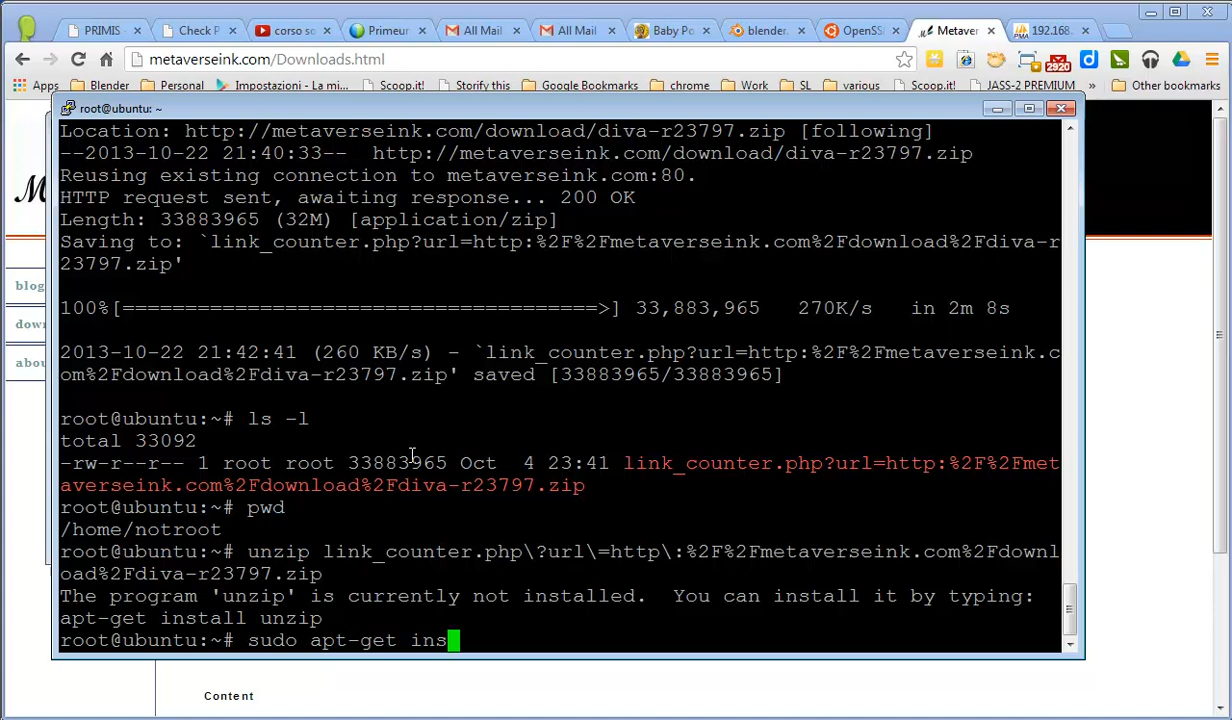 PRIMIS
Check P
corso so
Primeur
All Mail
All Mail
Baby Po
blender.
OpenSS
Metaver
192.168.
metaverseink.com/Downloads.html
2920
Apps
Blender
Personal
Impostazioni - La mi
Scoop.it!
Storify this
Google Bookmarks
chrome
Work
SL
various
Scoop.it!
JASS-2 PREMIUM
»
Other bookmarks
root@ubuntu: ~
Location: http://metaverseink.com/download/diva-r23797.zip [following]
--2013-10-22 21:40:33--  http://metaverseink.com/download/diva-r23797.zip
Reusing existing connection to metaverseink.com:80.
HTTP request sent, awaiting response... 200 OK
Length: 33883965 (32M) [application/zip]
Saving to: `link_counter.php?url=http:%2F%2Fmetaverseink.com%2Fdownload%2Fdiva-r
23797.zip'
100%[======================================>] 33,883,965   270K/s   in 2m 8s
2013-10-22 21:42:41 (260 KB/s) - `link_counter.php?url=http:%2F%2Fmetaverseink.c
om%2Fdownload%2Fdiva-r23797.zip' saved [33883965/33883965]
root@ubuntu:~# ls -l
total 33092
-rw-r--r-- 1 root root 33883965 Oct  4 23:41 link_counter.php?url=http:%2F%2Fmet
averseink.com%2Fdownload%2Fdiva-r23797.zip
root@ubuntu:~# pwd
/home/notroot
root@ubuntu:~# unzip link_counter.php\?url\=http\:%2F%2Fmetaverseink.com%2Fdownl
oad%2Fdiva-r23797.zip
The program 'unzip' is currently not installed.  You can install it by typing:
apt-get install unzip
root@ubuntu:~# sudo apt-get ins
blog
dow
abou
Content